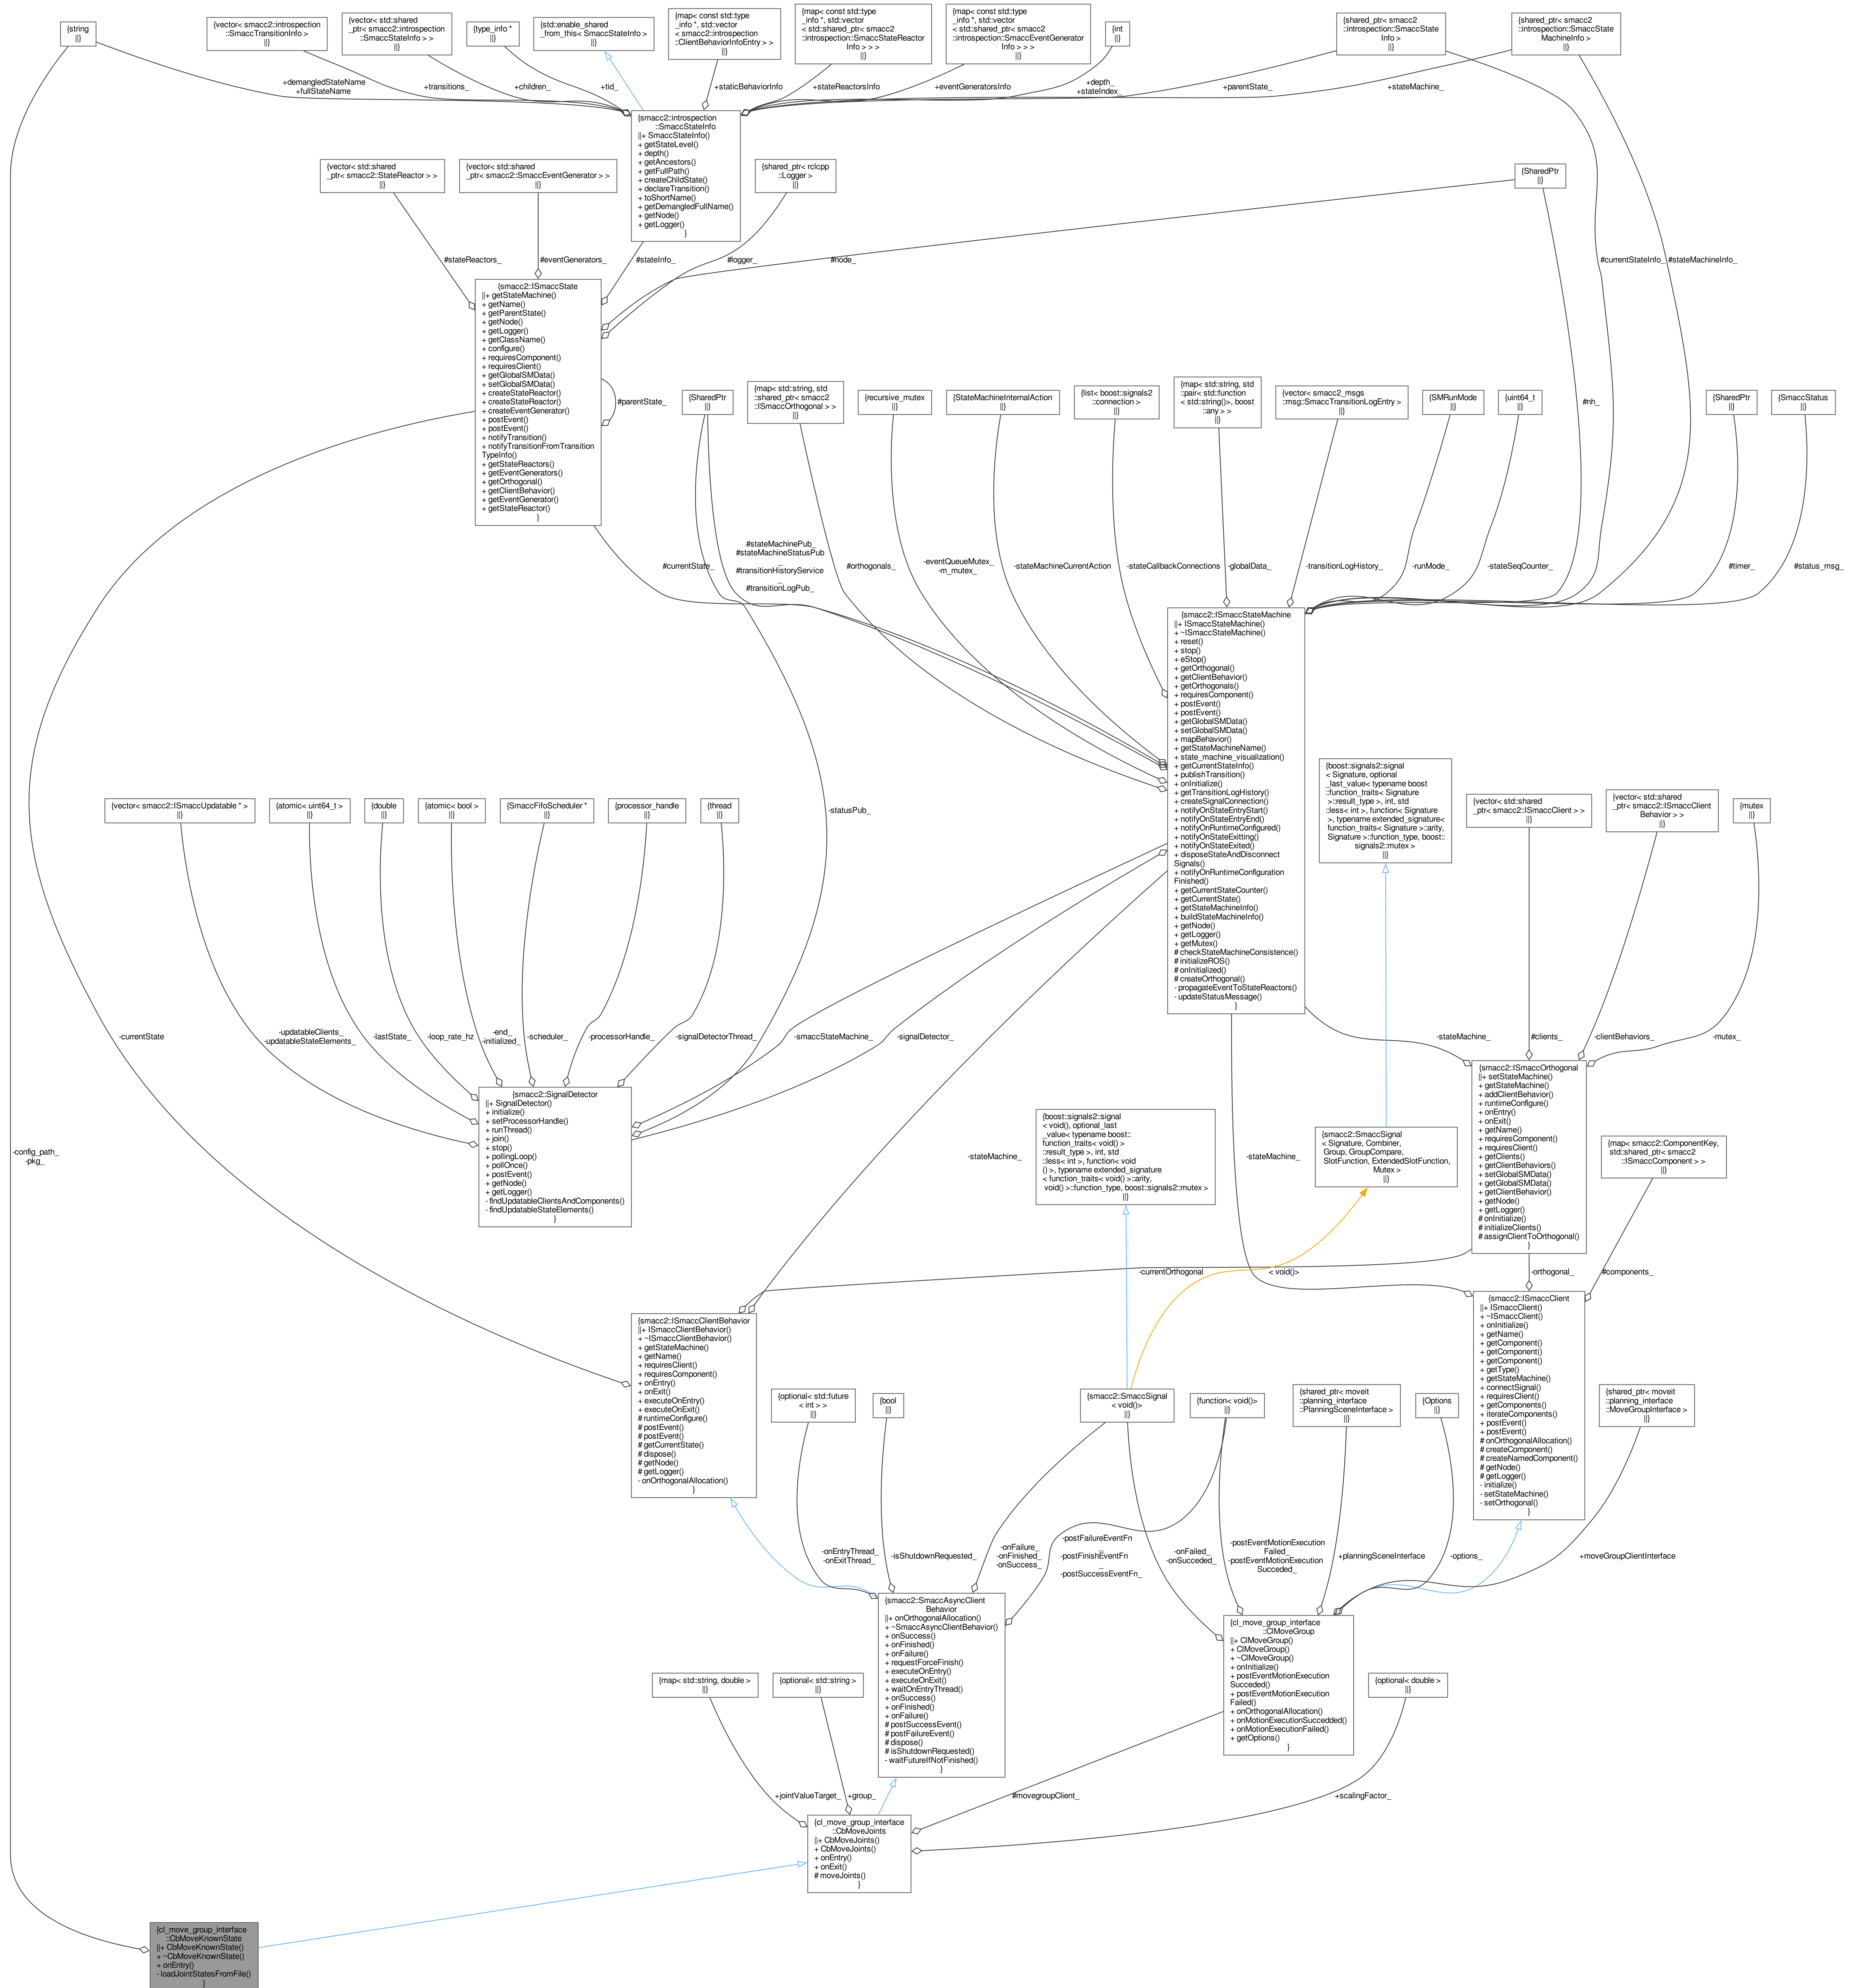 {string
||}
{vector< smacc2::introspection
::SmaccTransitionInfo >
||}
{vector< std::shared
_ptr< smacc2::introspection
::SmaccStateInfo > >
||}
{type_info *
||}
{std::enable_shared
_from_this< SmaccStateInfo >
||}
{map< const std::type
_info *, std::vector
< smacc2::introspection
::ClientBehaviorInfoEntry > >
||}
{map< const std::type
_info *, std::vector
< std::shared_ptr< smacc2
::introspection::SmaccStateReactor
Info > > >
||}
{map< const std::type
_info *, std::vector
< std::shared_ptr< smacc2
::introspection::SmaccEventGenerator
Info > > >
||}
{int
||}
{shared_ptr< smacc2
::introspection::SmaccState
Info >
||}
{shared_ptr< smacc2
::introspection::SmaccState
MachineInfo >
||}
+demangledStateName
+fullStateName
+transitions_
+children_
+tid_
+staticBehaviorInfo
+stateReactorsInfo
+eventGeneratorsInfo
+depth_
+stateIndex_
+parentState_
+stateMachine_
{smacc2::introspection
::SmaccStateInfo
||+ SmaccStateInfo()
+ getStateLevel()
+ depth()
+ getAncestors()
+ getFullPath()
+ createChildState()
+ declareTransition()
+ toShortName()
+ getDemangledFullName()
+ getNode()
+ getLogger()
}
{vector< std::shared
_ptr< smacc2::StateReactor > >
||}
{vector< std::shared
_ptr< smacc2::SmaccEventGenerator > >
||}
{shared_ptr< rclcpp
::Logger >
||}
{SharedPtr
||}
#stateReactors_
#eventGenerators_
#stateInfo_
#logger_
#node_
#currentStateInfo_
#stateMachineInfo_
{smacc2::ISmaccState
||+ getStateMachine()
+ getName()
+ getParentState()
+ getNode()
+ getLogger()
+ getClassName()
+ configure()
+ requiresComponent()
+ requiresClient()
+ getGlobalSMData()
+ setGlobalSMData()
+ createStateReactor()
+ createStateReactor()
+ createEventGenerator()
+ postEvent()
+ postEvent()
+ notifyTransition()
+ notifyTransitionFromTransition
TypeInfo()
+ getStateReactors()
+ getEventGenerators()
+ getOrthogonal()
+ getClientBehavior()
+ getEventGenerator()
+ getStateReactor()
}
#parentState_
{SharedPtr
||}
{map< std::string, std
::shared_ptr< smacc2
::ISmaccOrthogonal > >
||}
{recursive_mutex
||}
{StateMachineInternalAction
||}
{list< boost::signals2
::connection >
||}
{map< std::string, std
::pair< std::function
< std::string()>, boost
::any > >
||}
{vector< smacc2_msgs
::msg::SmaccTransitionLogEntry >
||}
{SMRunMode
||}
{uint64_t
||}
#nh_
{SharedPtr
||}
{SmaccStatus
||}
#currentState_
#stateMachinePub_
#stateMachineStatusPub
_
#transitionHistoryService
_
#transitionLogPub_
#orthogonals_
-eventQueueMutex_
-m_mutex_
-stateMachineCurrentAction
-stateCallbackConnections
-globalData_
-transitionLogHistory_
-runMode_
-stateSeqCounter_
#timer_
#status_msg_
{smacc2::ISmaccStateMachine
||+ ISmaccStateMachine()
+ ~ISmaccStateMachine()
+ reset()
+ stop()
+ eStop()
+ getOrthogonal()
+ getClientBehavior()
+ getOrthogonals()
+ requiresComponent()
+ postEvent()
+ postEvent()
+ getGlobalSMData()
+ setGlobalSMData()
+ mapBehavior()
+ getStateMachineName()
+ state_machine_visualization()
+ getCurrentStateInfo()
+ publishTransition()
+ onInitialize()
+ getTransitionLogHistory()
+ createSignalConnection()
+ notifyOnStateEntryStart()
+ notifyOnStateEntryEnd()
+ notifyOnRuntimeConfigured()
+ notifyOnStateExitting()
+ notifyOnStateExited()
+ disposeStateAndDisconnect
Signals()
+ notifyOnRuntimeConfiguration
Finished()
+ getCurrentStateCounter()
+ getCurrentState()
+ getStateMachineInfo()
+ buildStateMachineInfo()
+ getNode()
+ getLogger()
+ getMutex()
# checkStateMachineConsistence()
# initializeROS()
# onInitialized()
# createOrthogonal()
- propagateEventToStateReactors()
- updateStatusMessage()
}
{vector< smacc2::ISmaccUpdatable * >
||}
{atomic< uint64_t >
||}
{double
||}
{atomic< bool >
||}
{SmaccFifoScheduler *
||}
{processor_handle
||}
{thread
||}
-statusPub_
{boost::signals2::signal
< Signature, optional
_last_value< typename boost
::function_traits< Signature
>::result_type >, int, std
::less< int >, function< Signature
>, typename extended_signature<
function_traits< Signature >::arity,
Signature >::function_type, boost::
signals2::mutex >
||}
{vector< std::shared
_ptr< smacc2::ISmaccClient > >
||}
{vector< std::shared
_ptr< smacc2::ISmaccClient
Behavior > >
||}
{mutex
||}
-currentState
-updatableClients_
-updatableStateElements_
-lastState_
-loop_rate_hz
-end_
-initialized_
-scheduler_
-processorHandle_
-signalDetectorThread_
-smaccStateMachine_
-signalDetector_
-stateMachine_
#clients_
-clientBehaviors_
-mutex_
{smacc2::SignalDetector
||+ SignalDetector()
+ initialize()
+ setProcessorHandle()
+ runThread()
+ join()
+ stop()
+ pollingLoop()
+ pollOnce()
+ postEvent()
+ getNode()
+ getLogger()
- findUpdatableClientsAndComponents()
- findUpdatableStateElements()
}
{smacc2::ISmaccOrthogonal
||+ setStateMachine()
+ getStateMachine()
+ addClientBehavior()
+ runtimeConfigure()
+ onEntry()
+ onExit()
+ getName()
+ requiresComponent()
+ requiresClient()
+ getClients()
+ getClientBehaviors()
+ setGlobalSMData()
+ getGlobalSMData()
+ getClientBehavior()
+ getNode()
+ getLogger()
# onInitialize()
# initializeClients()
# assignClientToOrthogonal()
}
-config_path_
-pkg_
-stateMachine_
{boost::signals2::signal
< void(), optional_last
_value< typename boost::
function_traits< void() >
::result_type >, int, std
::less< int >, function< void
() >, typename extended_signature
< function_traits< void() >::arity,
void() >::function_type, boost::signals2::mutex >
||}
-stateMachine_
{smacc2::SmaccSignal
< Signature, Combiner,
Group, GroupCompare,
SlotFunction, ExtendedSlotFunction,
Mutex >
||}
{map< smacc2::ComponentKey,
std::shared_ptr< smacc2
::ISmaccComponent > >
||}
-currentOrthogonal
< void()>
-orthogonal_
#components_
{smacc2::ISmaccClientBehavior
||+ ISmaccClientBehavior()
+ ~ISmaccClientBehavior()
+ getStateMachine()
+ getName()
+ requiresClient()
+ requiresComponent()
+ onEntry()
+ onExit()
+ executeOnEntry()
+ executeOnExit()
# runtimeConfigure()
# postEvent()
# postEvent()
# getCurrentState()
# dispose()
# getNode()
# getLogger()
- onOrthogonalAllocation()
}
{smacc2::ISmaccClient
||+ ISmaccClient()
+ ~ISmaccClient()
+ onInitialize()
+ getName()
+ getComponent()
+ getComponent()
+ getComponent()
+ getType()
+ getStateMachine()
+ connectSignal()
+ requiresClient()
+ getComponents()
+ iterateComponents()
+ postEvent()
+ postEvent()
# onOrthogonalAllocation()
# createComponent()
# createNamedComponent()
# getNode()
# getLogger()
- initialize()
- setStateMachine()
- setOrthogonal()
}
{optional< std::future
< int > >
||}
{bool
||}
{smacc2::SmaccSignal
< void()>
||}
{function< void()>
||}
{shared_ptr< moveit
::planning_interface
::PlanningSceneInterface >
||}
{Options
||}
{shared_ptr< moveit
::planning_interface
::MoveGroupInterface >
||}
-onEntryThread_
-onExitThread_
-isShutdownRequested_
-onFailure_
-onFinished_
-onSuccess_
-postFailureEventFn
_
-postFinishEventFn
_
-postSuccessEventFn_
-onFailed_
-onSucceded_
-postEventMotionExecution
Failed_
-postEventMotionExecution
Succeded_
+planningSceneInterface
-options_
+moveGroupClientInterface
{smacc2::SmaccAsyncClient
Behavior
||+ onOrthogonalAllocation()
+ ~SmaccAsyncClientBehavior()
+ onSuccess()
+ onFinished()
+ onFailure()
+ requestForceFinish()
+ executeOnEntry()
+ executeOnExit()
+ waitOnEntryThread()
+ onSuccess()
+ onFinished()
+ onFailure()
# postSuccessEvent()
# postFailureEvent()
# dispose()
# isShutdownRequested()
- waitFutureIfNotFinished()
}
{cl_move_group_interface
::ClMoveGroup
||+ ClMoveGroup()
+ ClMoveGroup()
+ ~ClMoveGroup()
+ onInitialize()
+ postEventMotionExecution
Succeded()
+ postEventMotionExecution
Failed()
+ onOrthogonalAllocation()
+ onMotionExecutionSuccedded()
+ onMotionExecutionFailed()
+ getOptions()
}
{map< std::string, double >
||}
{optional< std::string >
||}
{optional< double >
||}
+jointValueTarget_
+group_
#movegroupClient_
+scalingFactor_
{cl_move_group_interface
::CbMoveJoints
||+ CbMoveJoints()
+ CbMoveJoints()
+ onEntry()
+ onExit()
# moveJoints()
}
{cl_move_group_interface
::CbMoveKnownState
||+ CbMoveKnownState()
+ ~CbMoveKnownState()
+ onEntry()
- loadJointStatesFromFile()
}